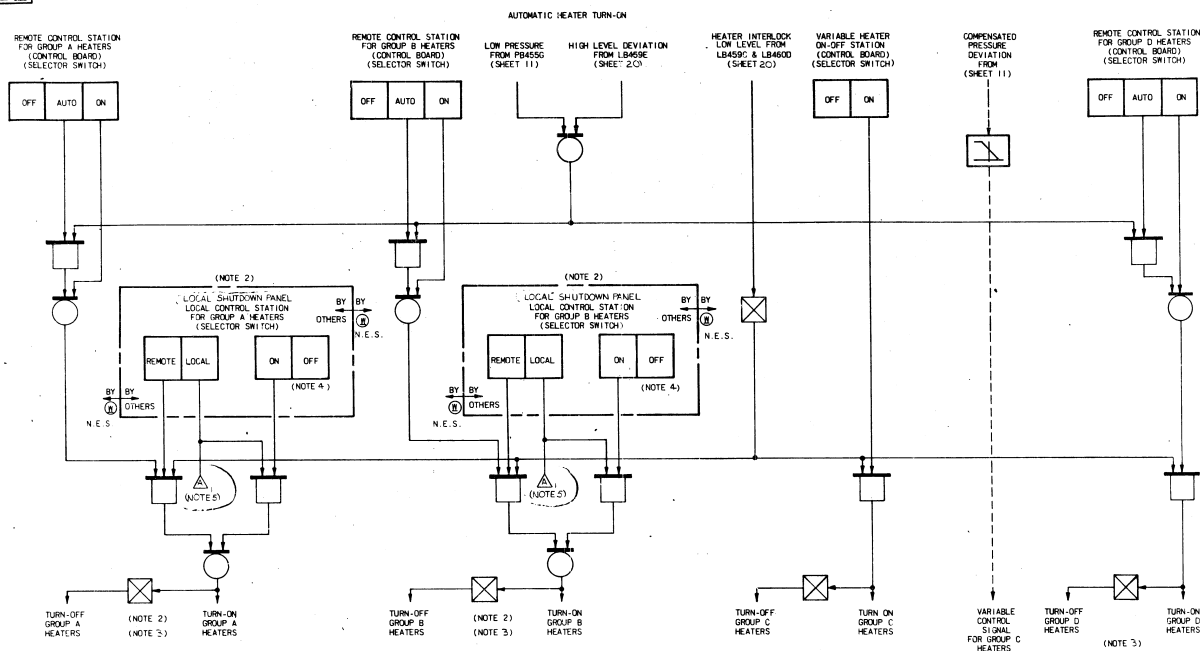 AUTOMATIC HEATER TURN-ON
REMOTE CONTROL STATION
FOR GROUP A HEATERS
(CONTROL BOARD)
(SELECTOR SWITCH)
OFF
AUTO
ON
REMOTE CONTROL STATION
FOR GROUP B HEATERS
(CONTROL BOARD)
(SELECTOR SWITCH)
OFF
AUTO
ON
LOW PRESSURE
FROM PB455G
(SHEET 11)
HIGH LEVEL DEVIATION
FROM LB459E
(SHEET 20)
HEATER INTERLOCK
LOW LEVEL FROM
LB459C & LB460D
(SHEET 20)
VARIABLE HEATER
ON-OFF STATION
(CONTROL BOARD)
(SELECTOR SWITCH)
OFF
ON
COMPENSATED
PRESSURE
DEVIATION
FROM
(SHEET 11)
REMOTE CONTROL STATION
FOR GROUP D HEATERS
(CONTROL BOARD)
(SELECTOR SWITCH)
OFF
AUTO
ON
(NOTE 2)
LOCAL SHUTDOWN PANEL
LOCAL CONTROL STATION
FOR GROUP A HEATERS
(SELECTOR SWITCH)
BY BY
OTHERS W
N.E.S.
REMOTE
LOCAL
ON
OFF
(NOTE 4)
BY BY
W OTHERS
N.E.S.
(NOTE 2)
LOCAL SHUTDOWN PANEL
LOCAL CONTROL STATION
FOR GROUP B HEATERS
(SELECTOR SWITCH)
BY BY
OTHERS W
N.E.S.
REMOTE
LOCAL
ON
OFF
(NOTE 4)
BY BY
W OTHERS
N.E.S.
(NOTE 5)
(NOTE 5)
TURN-OFF
GROUP A
HEATERS
(NOTE 2)
(NOTE 3)
TURN-ON
GROUP A
HEATERS
TURN-OFF
GROUP B
HEATERS
(NOTE 2)
(NOTE 3)
TURN-ON
GROUP B
HEATERS
TURN-OFF
GROUP C
HEATERS
TURN ON
GROUP C
HEATERS
VARIABLE
CONTROL
SIGNAL
FOR GROUP C
HEATERS
TURN-OFF
GROUP D
HEATERS
(NOTE 3)
TURN-ON
GROUP D
HEATERS